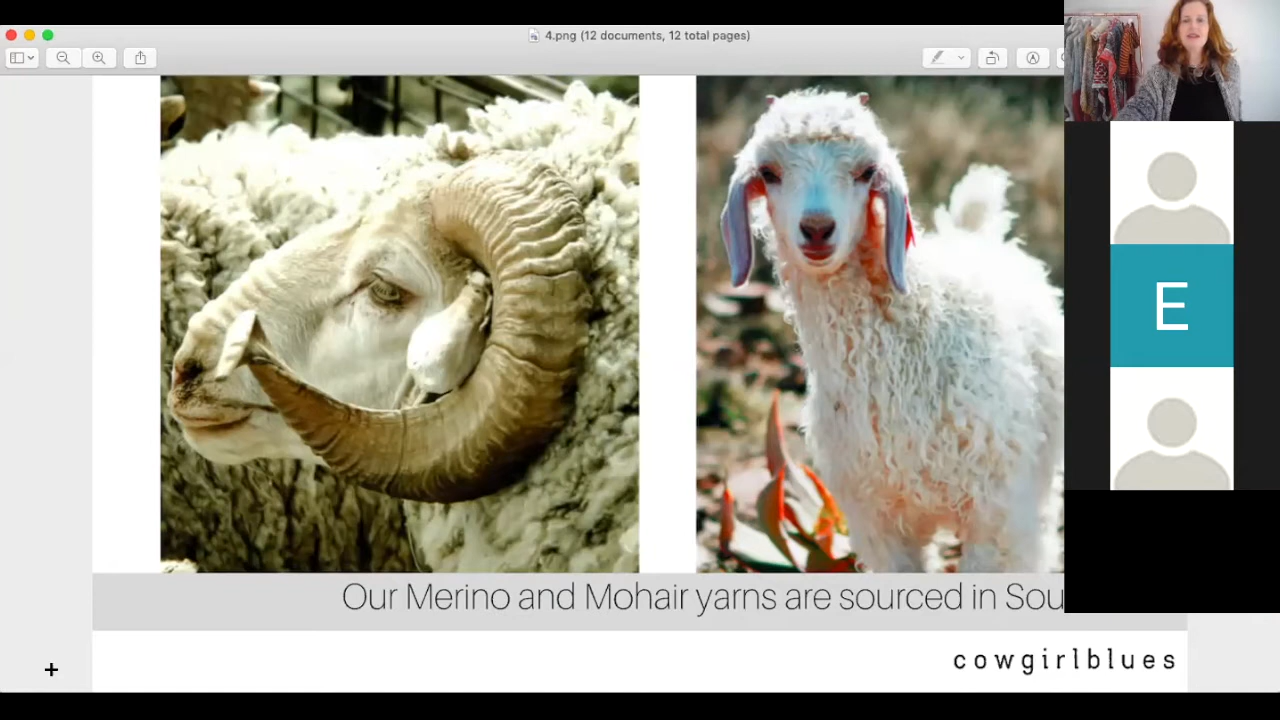 4.png (12 documents, 12 total pages)
E
Our Merino and Mohair yarns are sourced in Sou
cowgirlblues